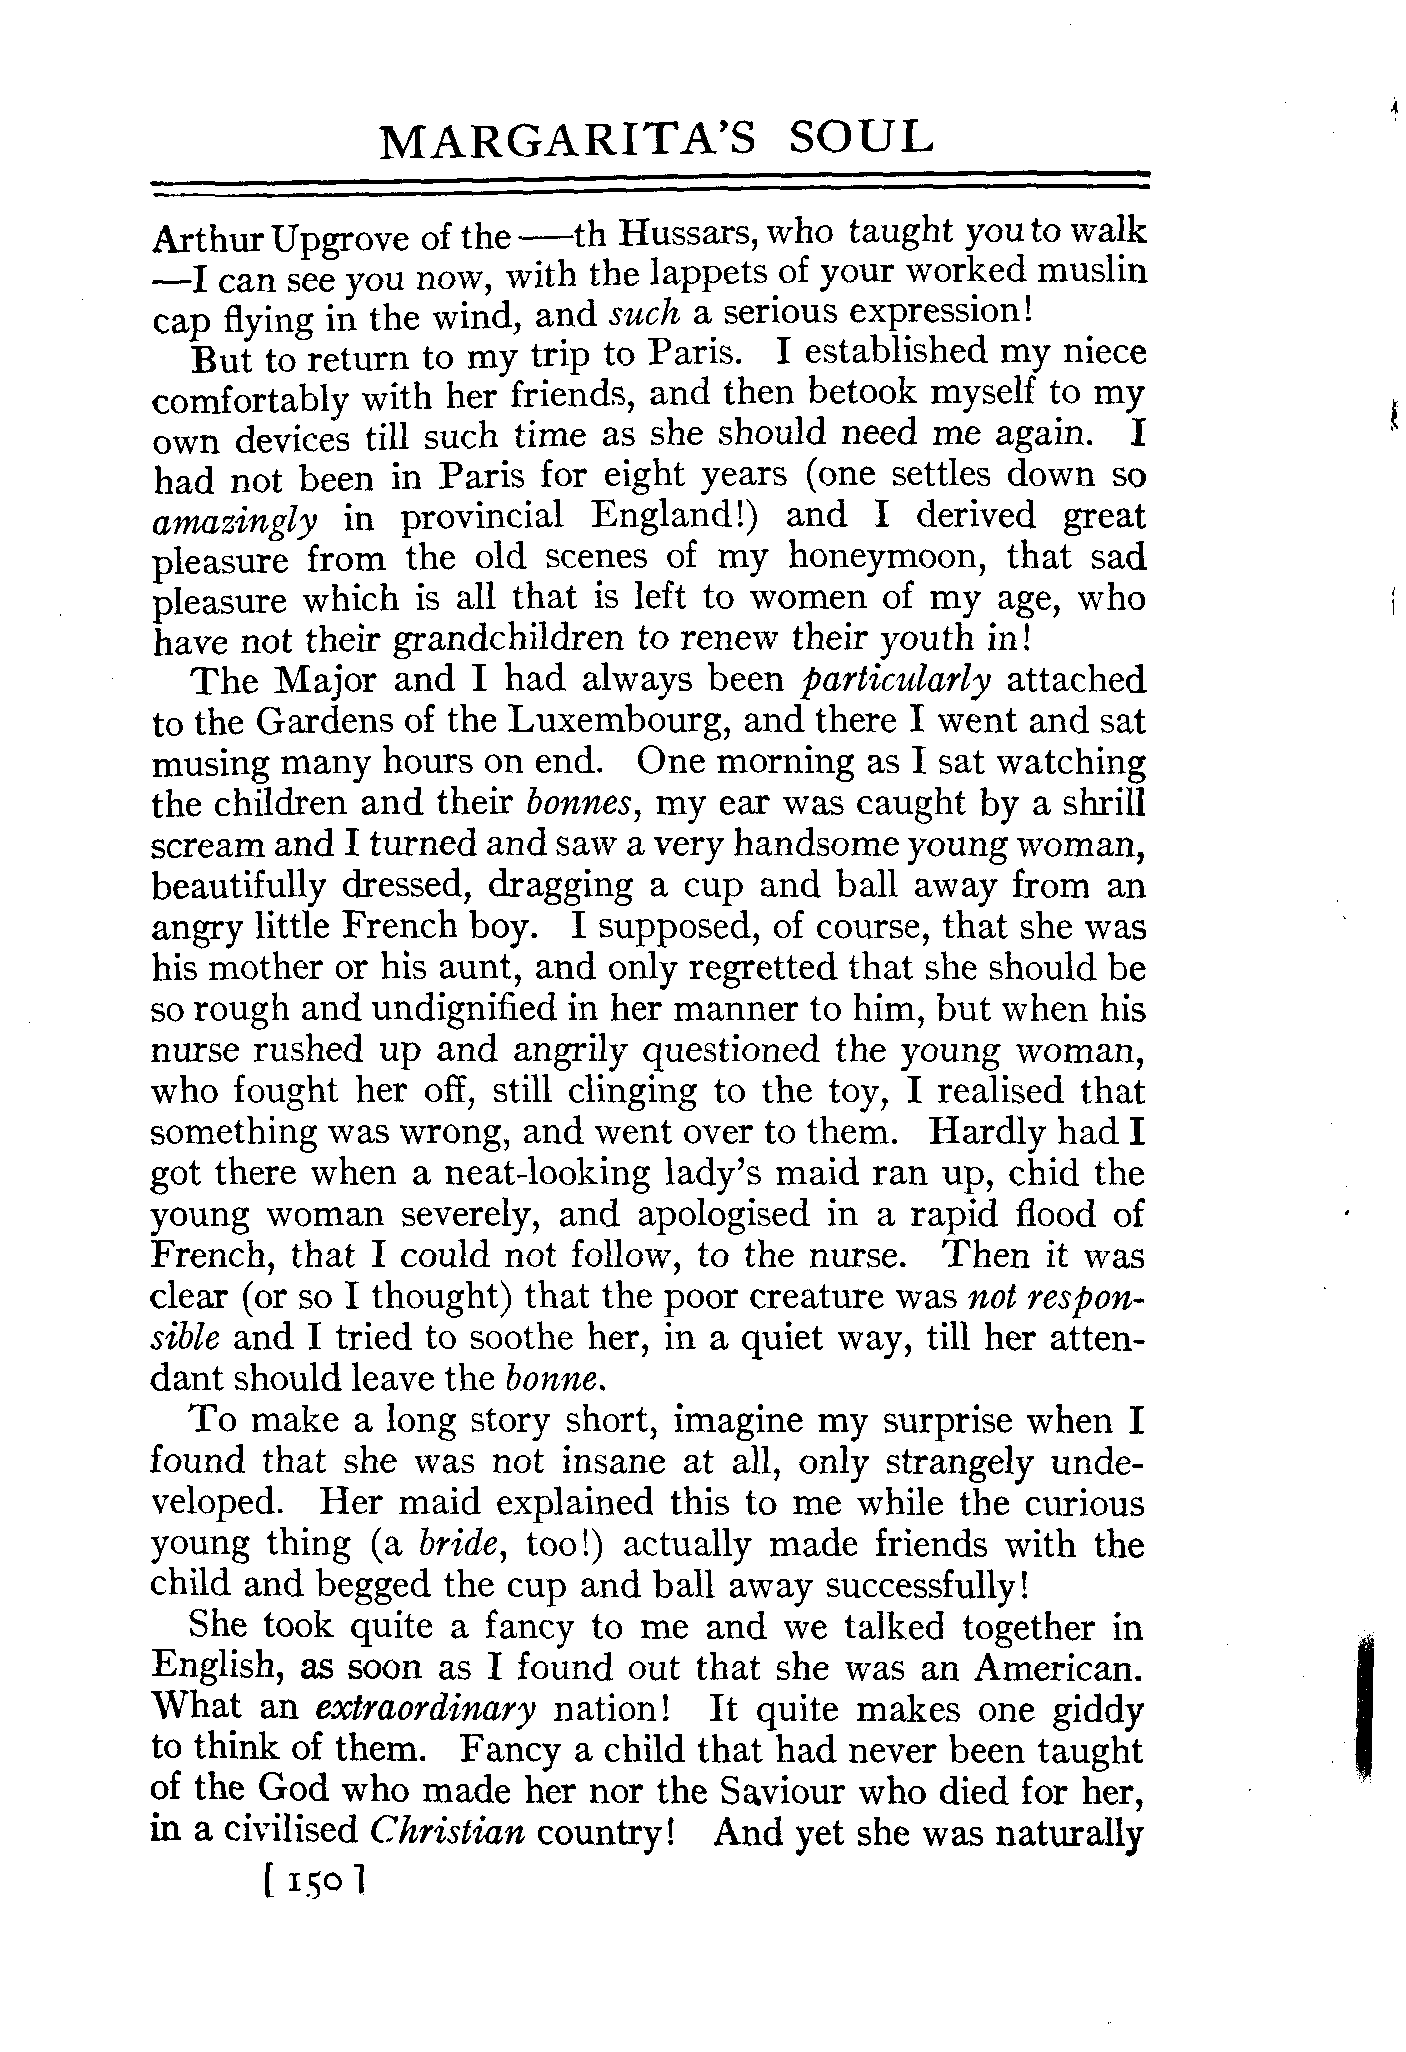 MARGARITA'S SOUL
Arthur Upgrove of the ——th Hussars, who taught you to walk
—I can see you now, with the lappets of your worked muslin
cap flying in the wind, and such a serious expression!
But to return to my trip to Paris. I established my niece
comfortably with her friends, and then betook myself to my
own devices till such time as she should need me again. I
had not been in Paris for eight years (one settles down so
amazingly in provincial England!) and I derived great
pleasure from the old scenes of my honeymoon, that sad
pleasure which is all that is left to women of my age, who
have not their grandchildren to renew their youth in!
The Major and I had always been particularly attached
to the Gardens of the Luxembourg, and there I went and sat
musing many hours on end. One morning as I sat watching
the children and their bonnes, my ear was caught by a shrill
scream and I turned and saw a very handsome young woman,
beautifully dressed, dragging a cup and ball away from an
angry little French boy. I supposed, of course, that she was
his mother or his aunt, and only regretted that she should be
so rough and undignified in her manner to him, but when his
nurse rushed up and angrily questioned the young woman,
who fought her off, still clinging to the toy, I realised that
something was wrong, and went over to them. Hardly had I
got there when a neat-looking lady's maid ran up, chid the
young woman severely, and apologised in a rapid flood of
French, that I could not follow, to the nurse. Then it was
clear (or so I thought) that the poor creature was not respon-
sible and I tried to soothe her, in a quiet way, till her atten-
dant should leave the bonne.
To make a long story short, imagine my surprise when I
found that she was not insane at all, only strangely unde-
veloped. Her maid explained this to me while the curious
young thing (a bride, too!) actually made friends with the
child and begged the cup and ball away successfully!
She took quite a fancy to me and we talked together in
English, as soon as I found out that she was an American.
What an extraordinary nation! It quite makes one giddy
to think of them. Fancy a child that had never been taught
of the God who made her nor the Saviour who died for her,
in a civilised Christian country! And yet she was naturally
[ 150 ]